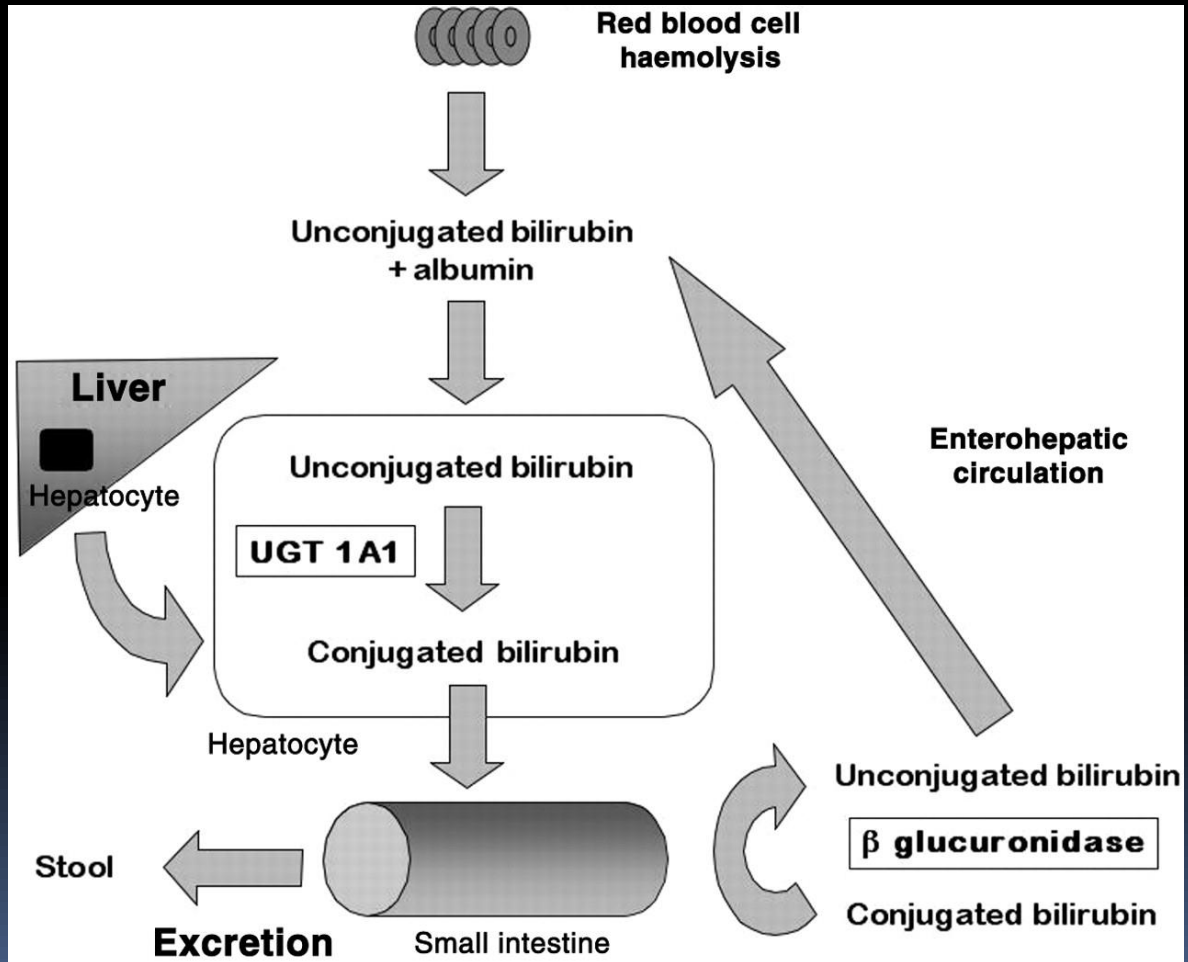 Red blood cell
haemolysis
Unconjugated bilirubin
+ albumin
Liver
Hepatocyte
Unconjugated bilirubin
UGT 1A1
Conjugated bilirubin
Hepatocyte
Enterohepatic
circulation
Unconjugated bilirubin
β glucuronidase
Conjugated bilirubin
Stool
Excretion
Small intestine